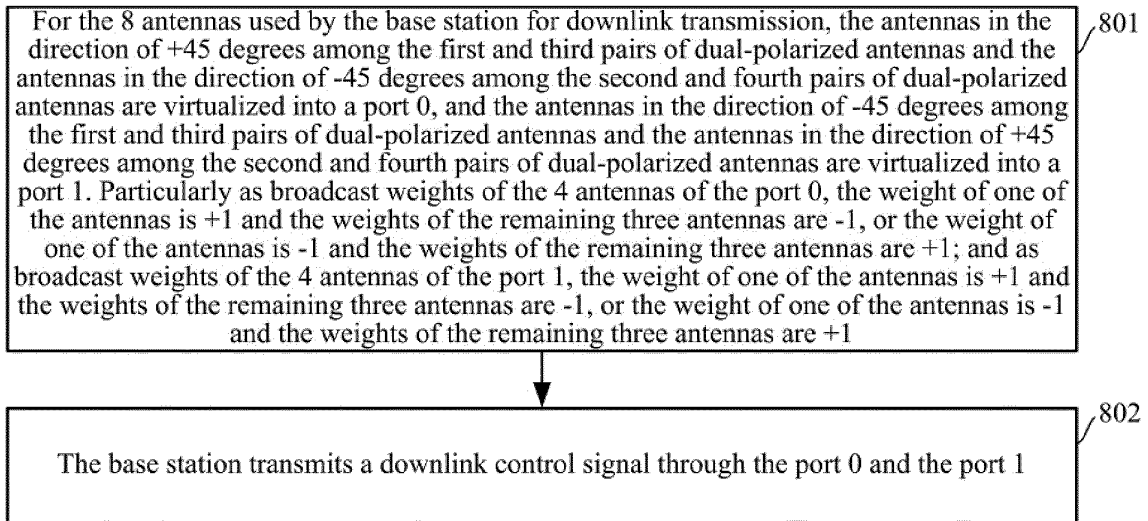 For the 8 antennas used by the base station for downlink transmission, the antennas in the
direction of +45 degrees among the first and third pairs of dual-polarized antennas and the
antennas in the direction of -45 degrees among the second and fourth pairs of dual-polarized
antennas are virtualized into a port 0, and the antennas in the direction of -45 degrees among
the first and third pairs of dual-polarized antennas and the antennas in the direction of +45
degrees among the second and fourth pairs of dual-polarized antennas are virtualized into a
port 1. Particularly as broadcast weights of the 4 antennas of the port 0, the weight of one of
the antennas is +1 and the weights of the remaining three antennas are -1, or the weight of
one of the antennas is -1 and the weights of the remaining three antennas are +1; and as
broadcast weights of the 4 antennas of the port 1, the weight of one of the antennas is +1 and
the weights of the remaining three antennas are -1, or the weight of one of the antennas is -1
and the weights of the remaining three antennas are +1
801
The base station transmits a downlink control signal through the port 0 and the port 1
802